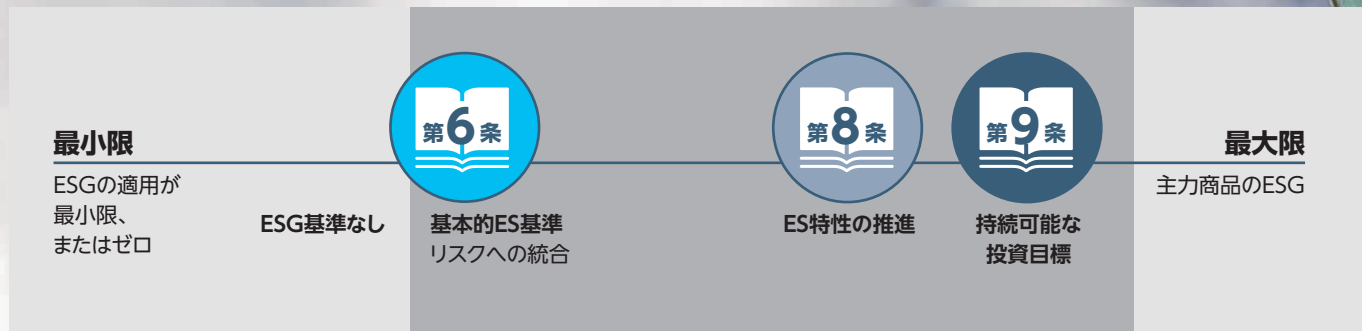 最小限
ESGの適用が
最小限、
またはゼロ
ESG基準なし
第6条
基本的ES基準
リスクへの統合
第8条
ES特性の推進
第9条
持続可能な
投資目標
最大限
主力商品のESG